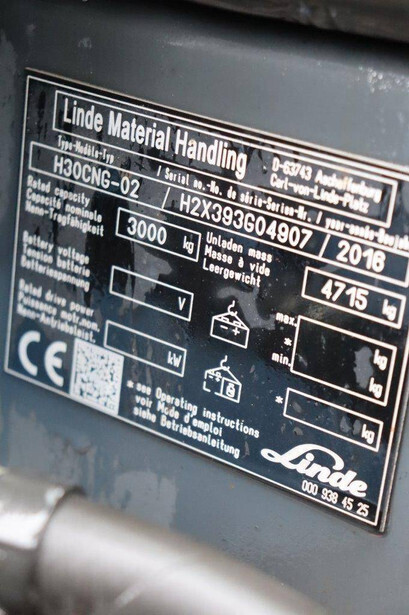 Linde Material Handling
D-63743 Aschaffenburg
Carl-von-Linde-Platz
Type-Modèle-Typ / Serial no.-No. de série-Serien-Nr. / year-année-Baujahr
H30CNG-02 / H2X393G04907 / 2016
Rated capacity
Capacité nominale
Nenn-Tragfähigkeit
3000 kg
Unladen mass
Masse à vide
Leergewicht
4715 kg
Battery voltage
Tension batterie
Batteriespannung
V
max. kg
*
min. kg
Rated drive power
Puissance mot. nom.
Nenn-Antriebsleist.
kW
* kg
CE
* see Operating instructions
voir Mode d'emploi
siehe Betriebsanleitung
Linde
000 938 45 25